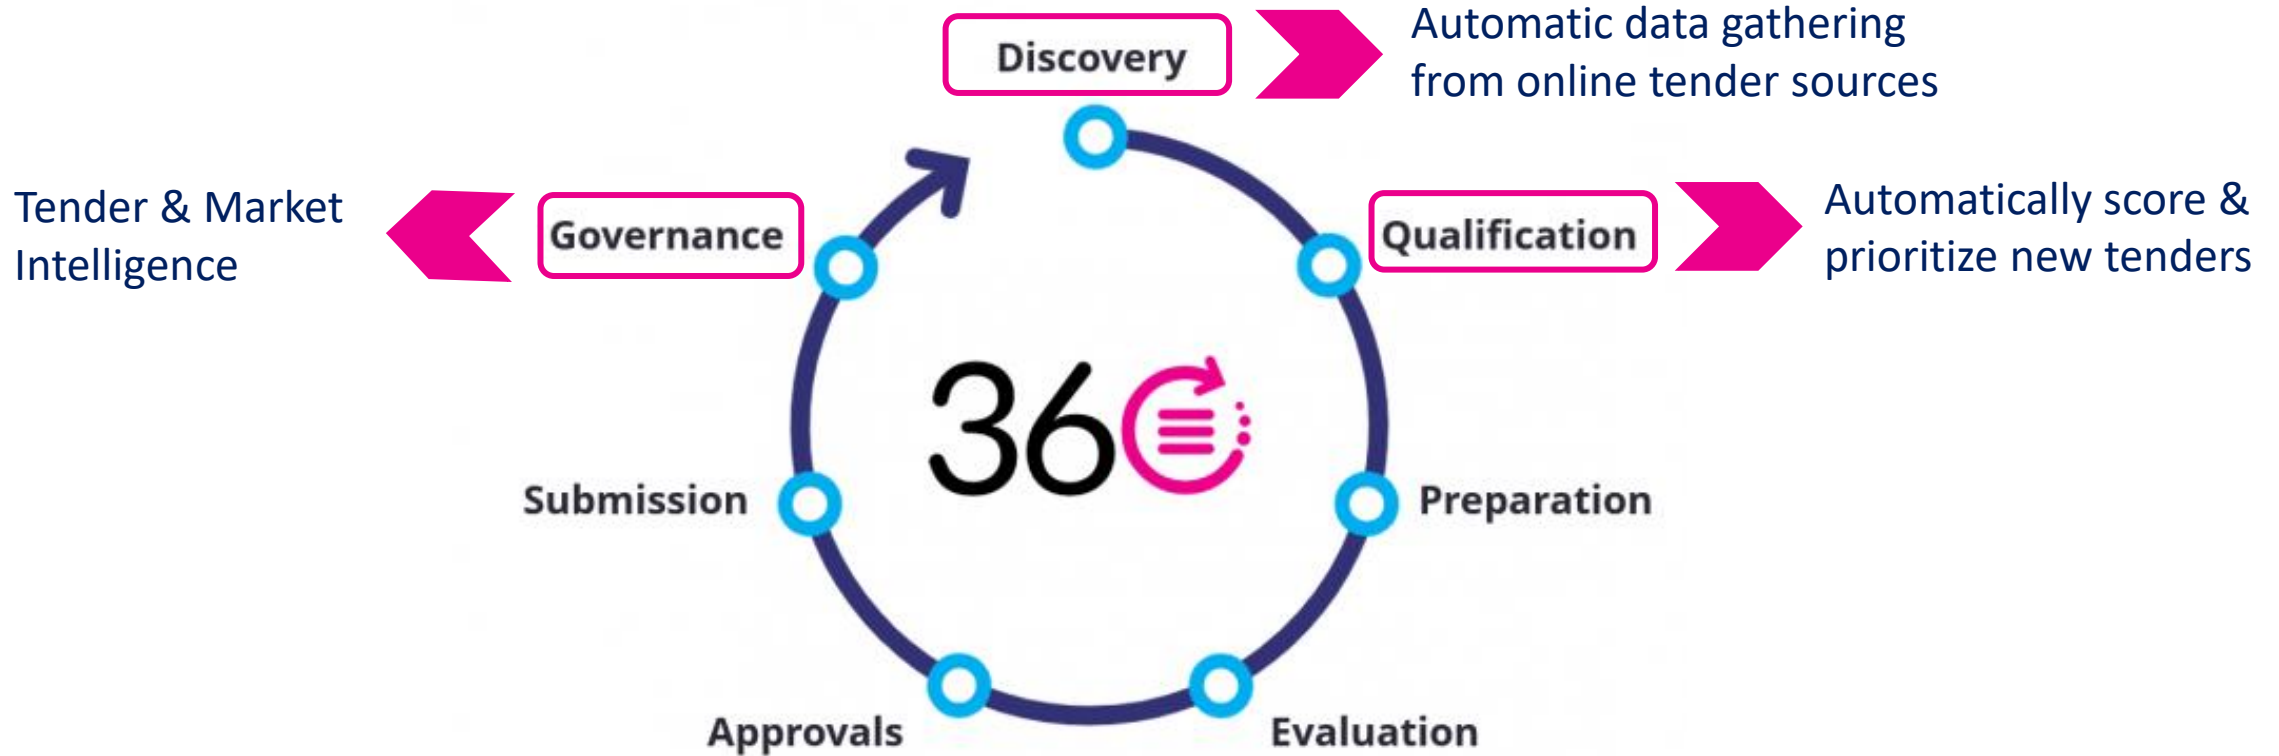 Discovery
Automatic data gathering
from online tender sources
Tender & Market
Intelligence
Governance
Qualification
Automatically score &
prioritize new tenders
360
Submission
Preparation
Approvals
Evaluation